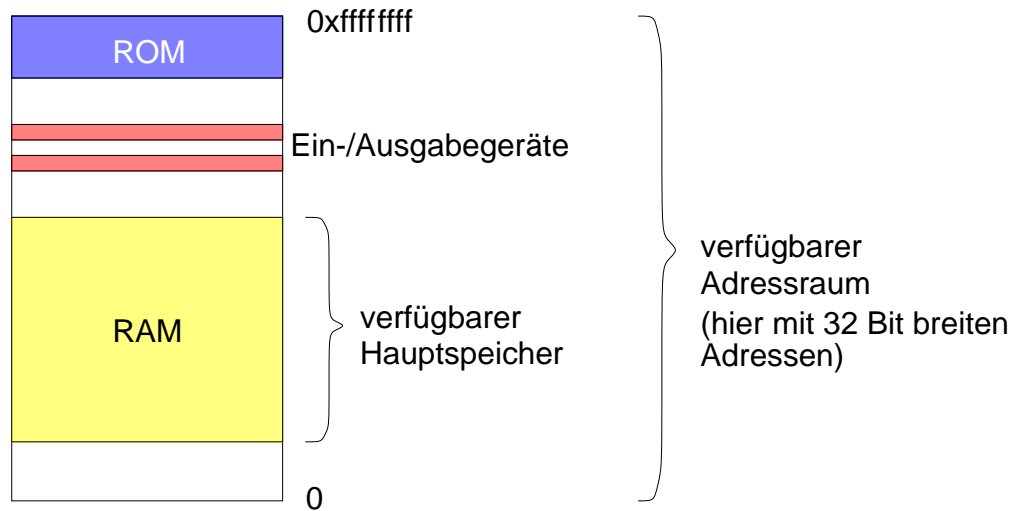 0xffffffff
ROM
Ein-/Ausgabegeräte
verfügbarer
Adressraum
(hier mit 32 Bit breiten
Adressen)
RAM
verfügbarer
Hauptspeicher
0